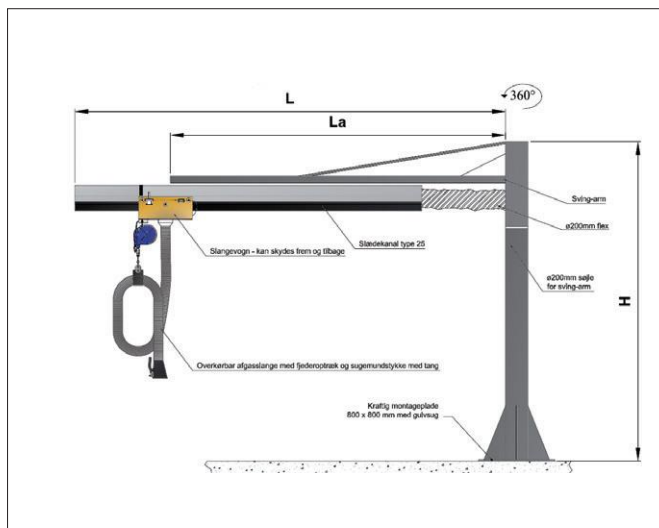 L
360°
La
Sving-arm
ø200mm flex
Slædekanal type 25
Slangevogn - kan skydes frem og tilbage
ø200mm søjle
for sving-arm
H
Overkørbar afgasslange med fjederoptræk og sugemundstykke med tang
Kraftig montageplade
800 x 800 mm med gulvsug